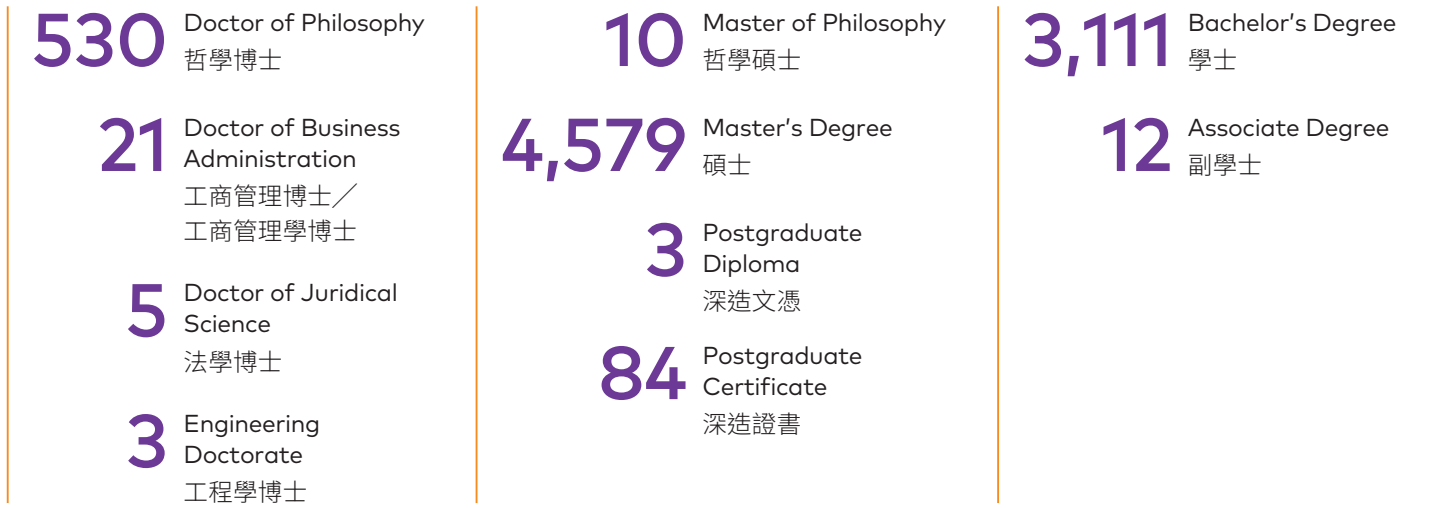 530
Doctor of Philosophy
哲學博士
21
Doctor of Business
Administration
工商管理博士／
工商管理學博士
5
Doctor of Juridical
Science
法學博士
3
Engineering
Doctorate
工程學博士
10
Master of Philosophy
哲學碩士
4,579
Master’s Degree
碩士
3
Postgraduate
Diploma
深造文憑
84
Postgraduate
Certificate
深造證書
3,111
Bachelor’s Degree
學士
12
Associate Degree
副學士